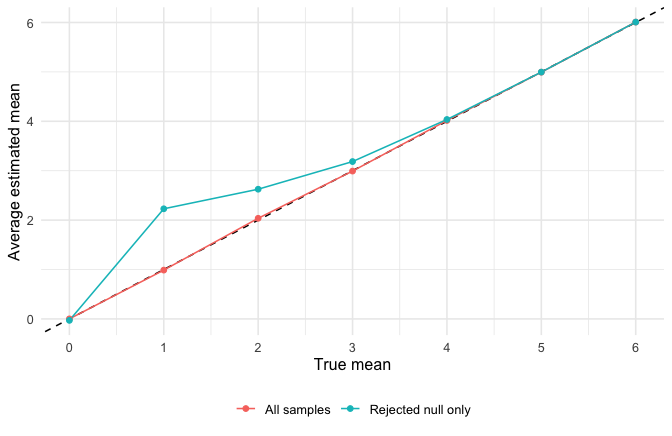 Average estimated mean
6
4
2
0
0 1 2 3 4 5 6
True mean
All samples Rejected null only